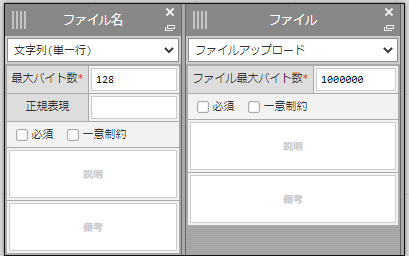 ファイル名
文字列(単一行)
最大バイト数* 128
正規表現
必須 一意制約
説明
備考
ファイル
ファイルアップロード
ファイル最大バイト数* 1000000
必須 一意制約
説明
備考